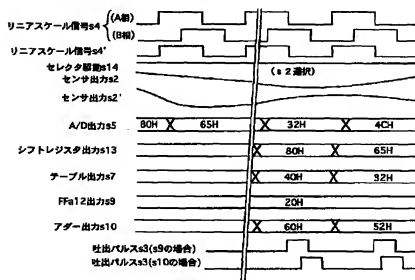 リニアスケール信号s4 (A相)
(B相)
リニアスケール信号s4'
セレクタ駆動s14 (s2選択)
センサ出力s2
センサ出力s2'
A/D出力s5 80H 65H 32H 4CH
シフトレジスタ出力s13 80H 65H
テーブル出力s7 40H 32H
FFa12出力s9 20H
アダー出力s10 60H 52H
吐出パルスs3(s9の場合)
吐出パルスs3(s10の場合)